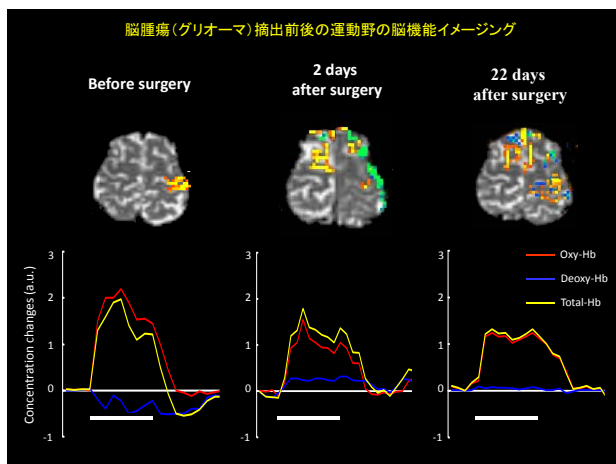 脳腫瘍(グリオーマ)摘出前後の運動野の脳機能イメージング
Before surgery
2 days
after surgery
22 days
after surgery
Concentration changes (a.u.)
3
2
1
0
-1
3
2
1
0
-1
3
2
1
0
-1
Oxy-Hb
Deoxy-Hb
Total-Hb